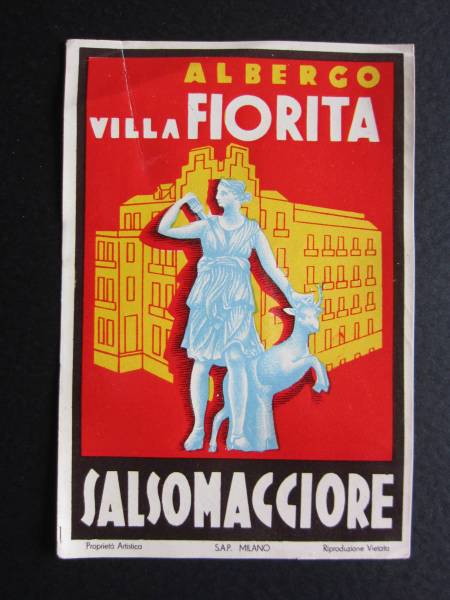 ALBERGO
VILLA FIORITA
SALSOMAGGIORE
Proprietà Artistica S.A.P. MILANO Riproduzione Vietata